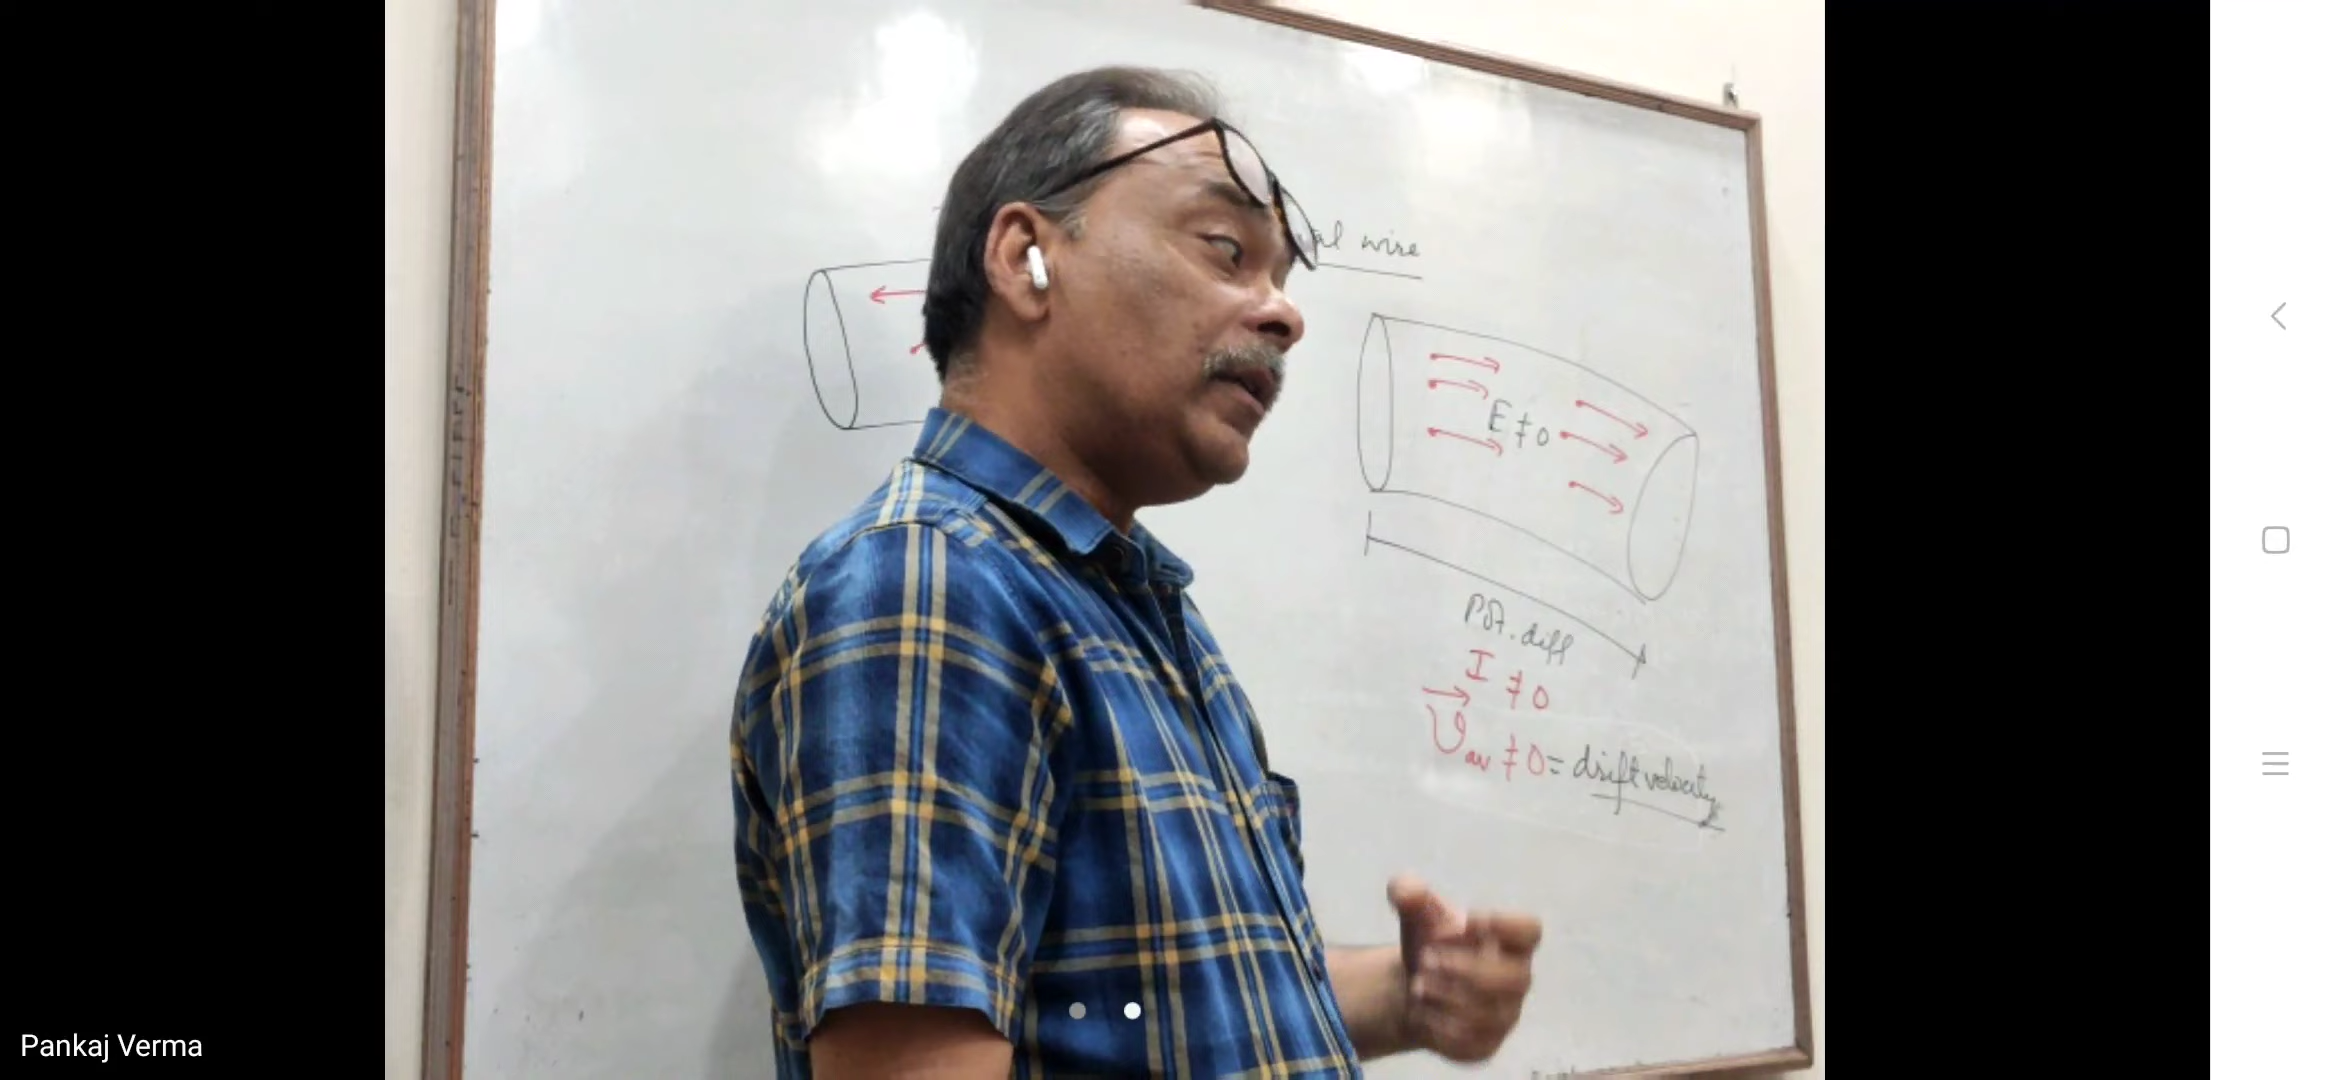 wire
E ≠ 0
Pot. diff
I ≠ 0
V⃗av ≠ 0 = drift velocity
Pankaj Verma